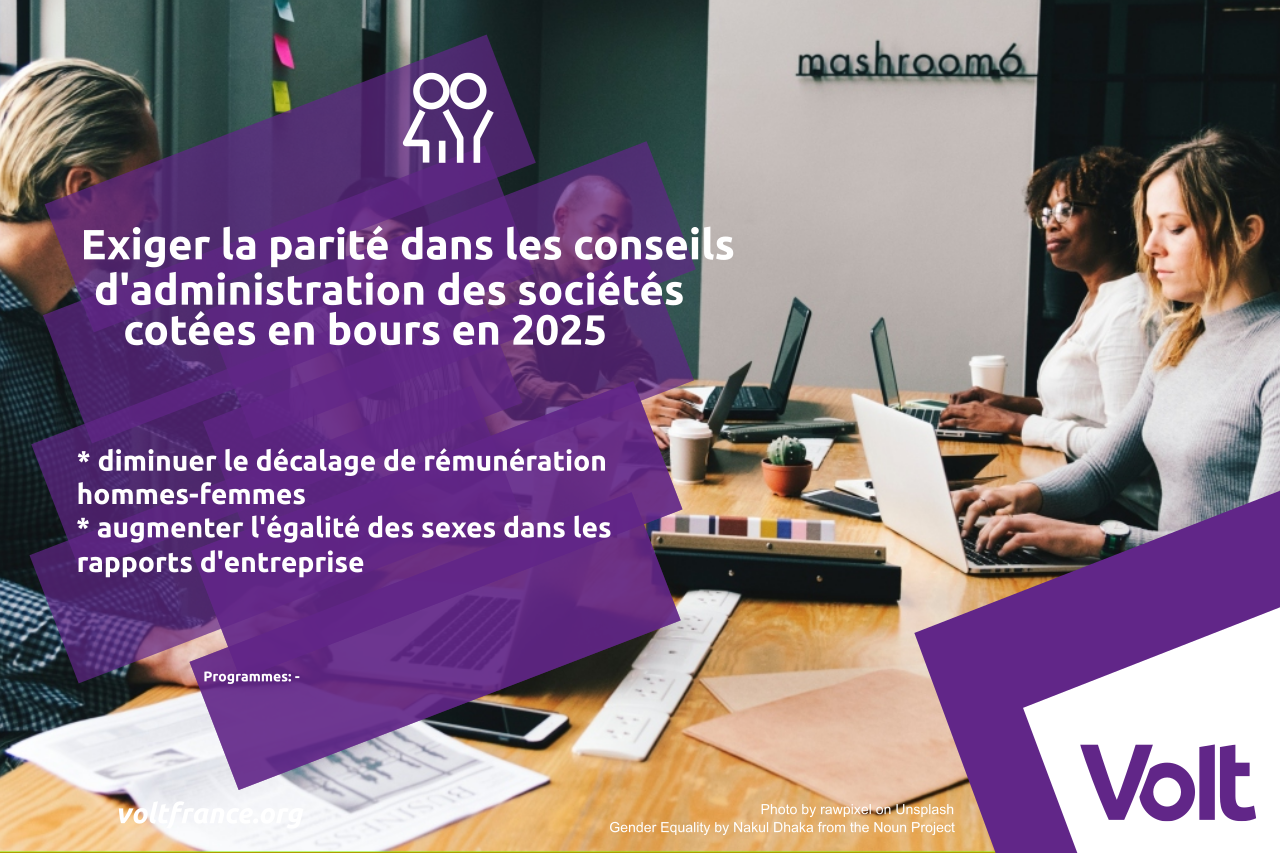 mashroom6
Exiger la parité dans les conseils
d'administration des sociétés
cotées en bours en 2025
* diminuer le décalage de rémunération
hommes-femmes
* augmenter l'égalité des sexes dans les
rapports d'entreprise
Programmes: -
voltfrance.org
Photo by rawpixel on Unsplash
Gender Equality by Nakul Dhaka from the Noun Project
Volt